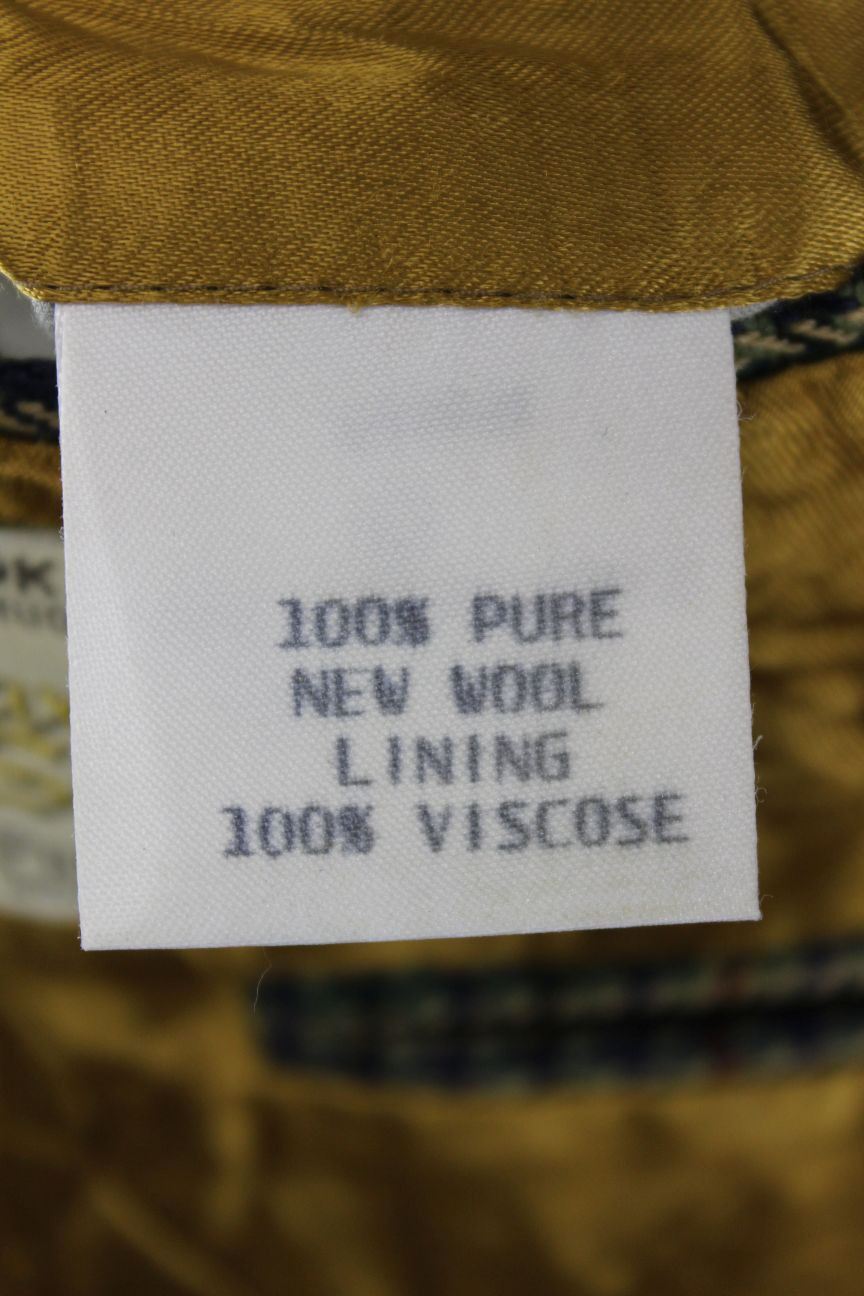 100% PURE
NEW WOOL
LINING
100% VISCOSE